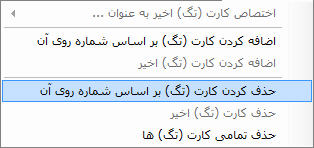 اختصاص کارت (تگ) اخیر به عنوان ...
اضافه کردن کارت (تگ) بر اساس شماره روی آن
اضافه کردن کارت (تگ) اخیر
حذف کردن کارت (تگ) بر اساس شماره روی آن
حذف کردن کارت (تگ) اخیر
حذف تمامی کارت (تگ) ها